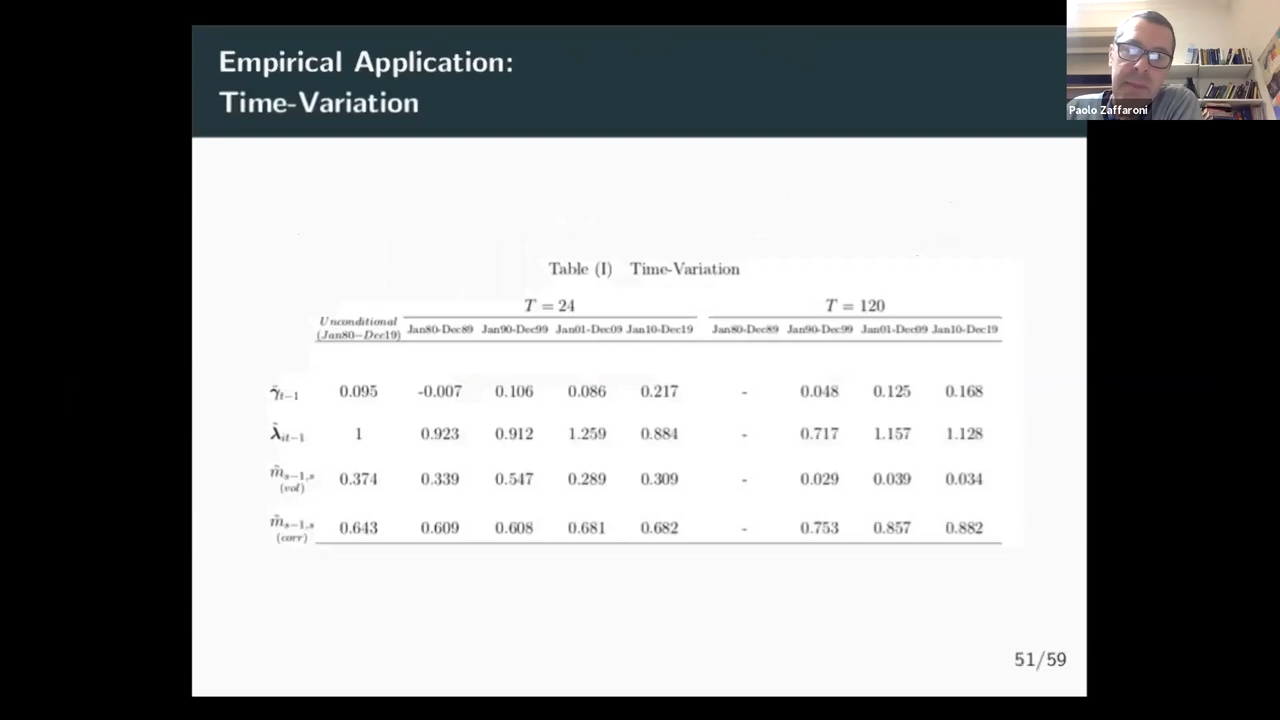 Empirical Application:
Time-Variation
Paolo Zaffaroni
Table (I) Time-Variation
T = 24 T = 120
Unconditional
(Jan80−Dec19) Jan80-Dec89 Jan90-Dec99 Jan01-Dec09 Jan10-Dec19 Jan80-Dec89 Jan90-Dec99 Jan01-Dec09 Jan10-Dec19
γ̃t−1 0.095 -0.007 0.106 0.086 0.217 - 0.048 0.125 0.168
λ̃it−1 1 0.923 0.912 1.259 0.884 - 0.717 1.157 1.128
m̃s−1,s 0.374 0.339 0.547 0.289 0.309 - 0.029 0.039 0.034
(vol)
m̃s−1,s 0.643 0.609 0.608 0.681 0.682 - 0.753 0.857 0.882
(corr)
51/59